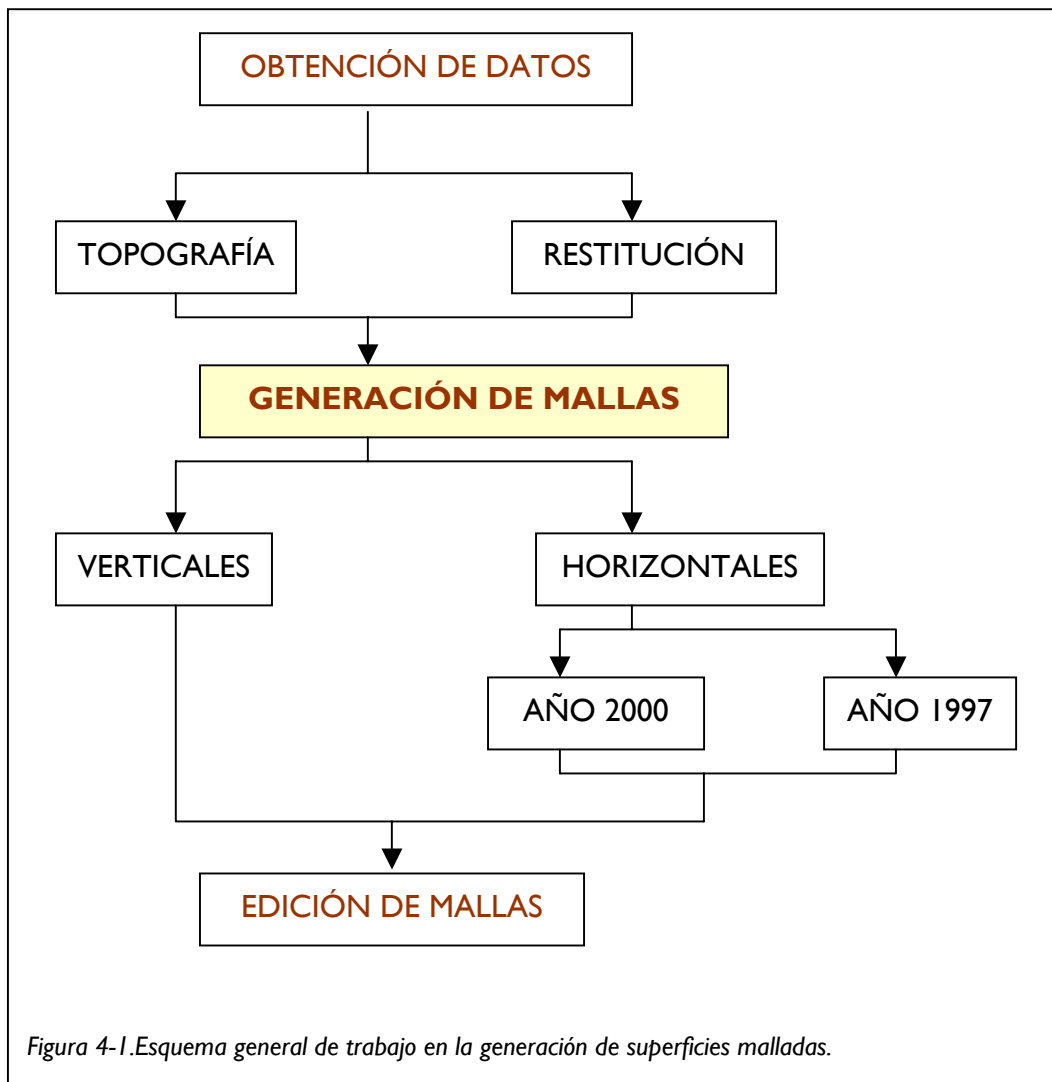 OBTENCIÓN DE DATOS
TOPOGRAFÍA
RESTITUCIÓN
GENERACIÓN DE MALLAS
VERTICALES
HORIZONTALES
AÑO 2000
AÑO 1997
EDICIÓN DE MALLAS
Figura 4-1.Esquema general de trabajo en la generación de superficies malladas.